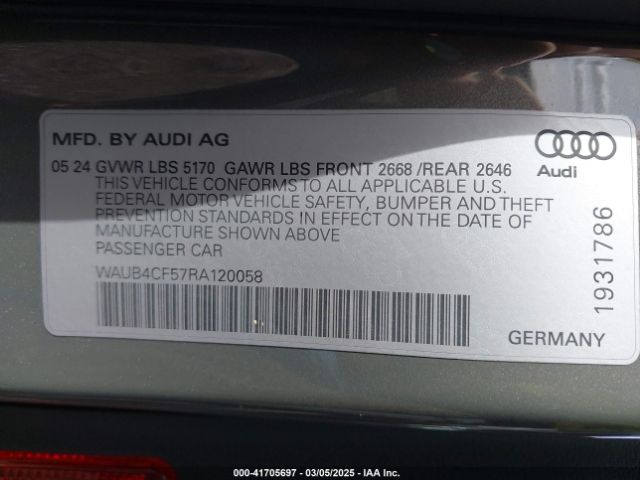 MFD. BY AUDI AG
05 24 GVWR LBS 5170 GAWR LBS FRONT 2668 /REAR 2646
THIS VEHICLE CONFORMS TO ALL APPLICABLE U.S.
FEDERAL MOTOR VEHICLE SAFETY, BUMPER AND THEFT
PREVENTION STANDARDS IN EFFECT ON THE DATE OF
MANUFACTURE SHOWN ABOVE
PASSENGER CAR
WAUB4CF57RA120058
Audi
1931786
GERMANY
000-41705697 - 03/05/2025 - IAA Inc.